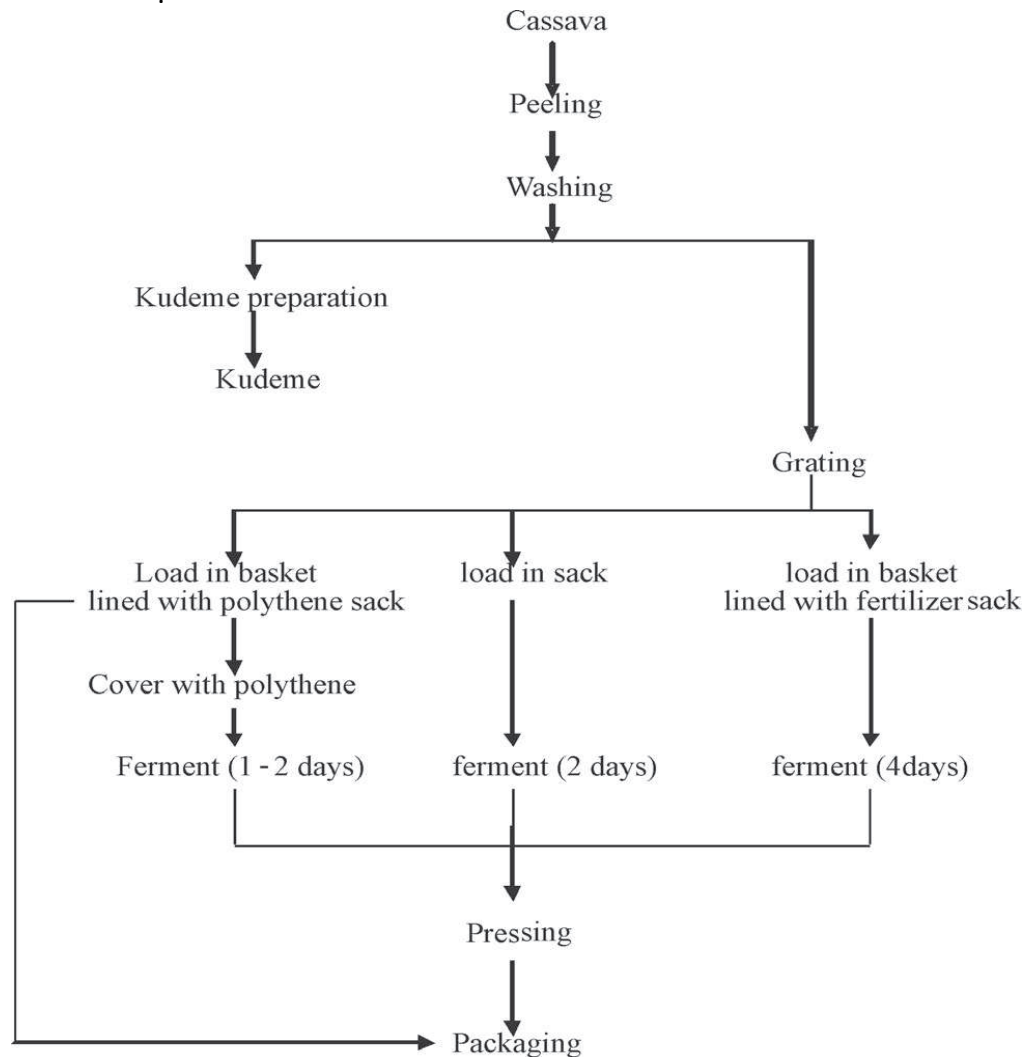 Cassava
Peeling
Washing
Kudeme preparation
Kudeme
Grating
Load in basket
lined with polythene sack
load in sack
load in basket
lined with fertilizer sack
Cover with polythene
Ferment (1 - 2 days)
ferment (2 days)
ferment (4days)
Pressing
Packaging